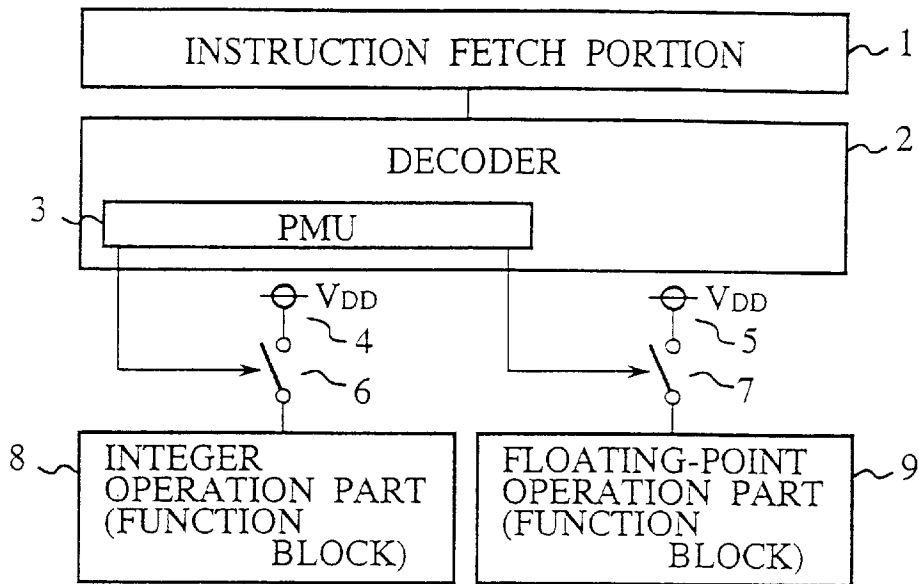 INSTRUCTION FETCH PORTION
1
2
DECODER
3
PMU
VDD
VDD
4
5
6
7
8
INTEGER
OPERATION PART
(FUNCTION
BLOCK)
FLOATING-POINT
OPERATION PART
(FUNCTION
BLOCK)
9